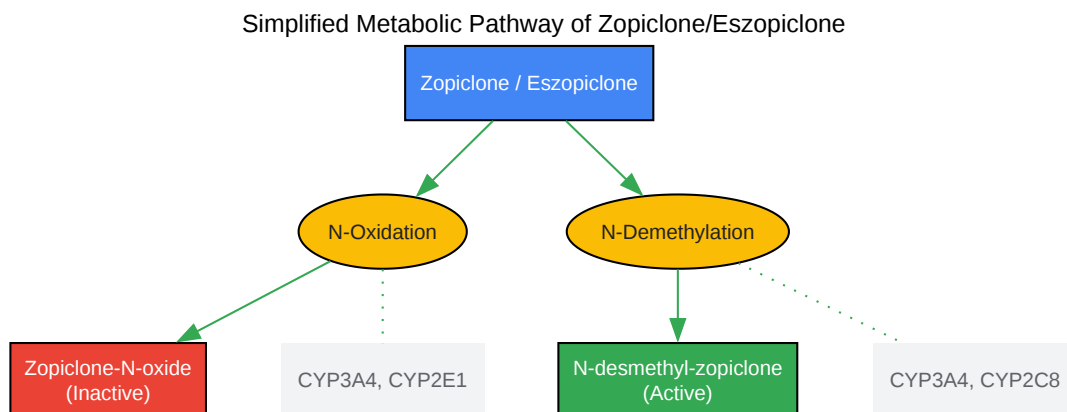 Simplified Metabolic Pathway of Zopiclone/Eszopiclone
Zopiclone / Eszopiclone
N-Oxidation
N-Demethylation
Zopiclone-N-oxide
(Inactive)
CYP3A4, CYP2E1
N-desmethyl-zopiclone
(Active)
CYP3A4, CYP2C8